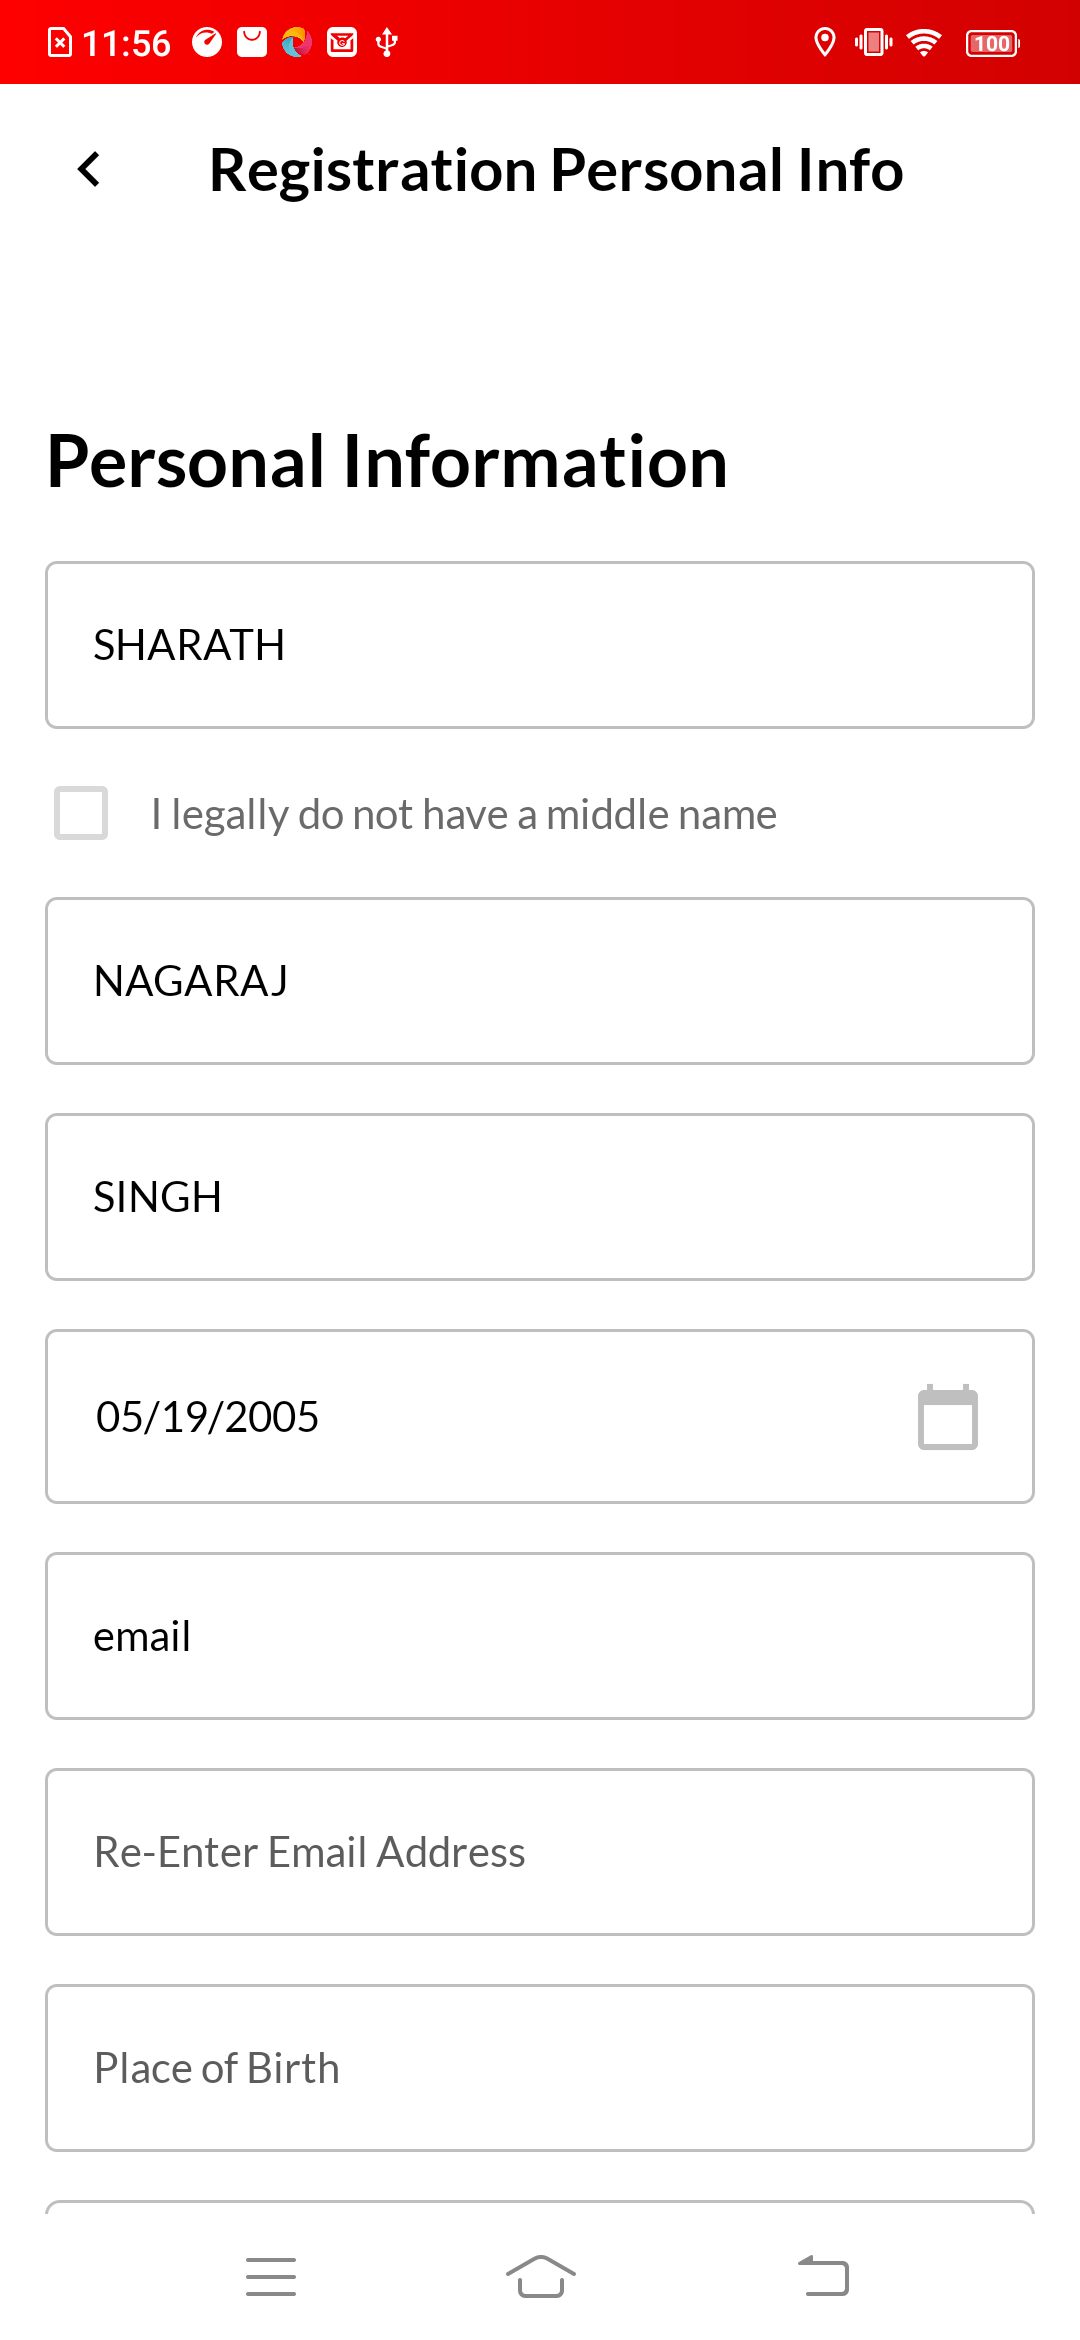 11:56
100
Registration Personal Info
Personal Information
SHARATH
I legally do not have a middle name
NAGARAJ
SINGH
05/19/2005
email
Re-Enter Email Address
Place of Birth